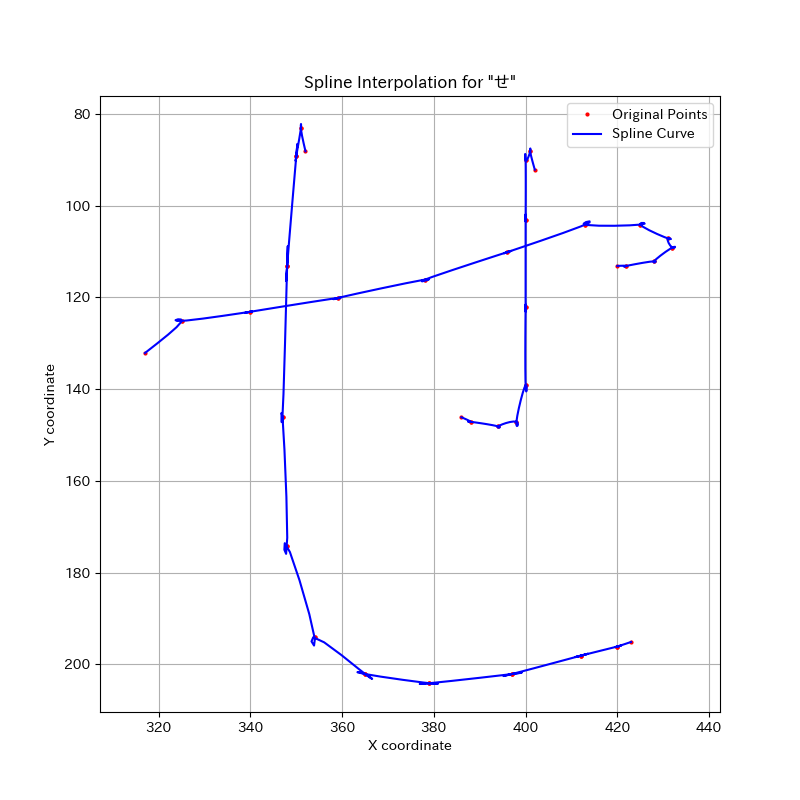 Spline Interpolation for "せ"
Original Points
Spline Curve
80
100
120
140
160
180
200
Y coordinate
320 340 360 380 400 420 440
X coordinate